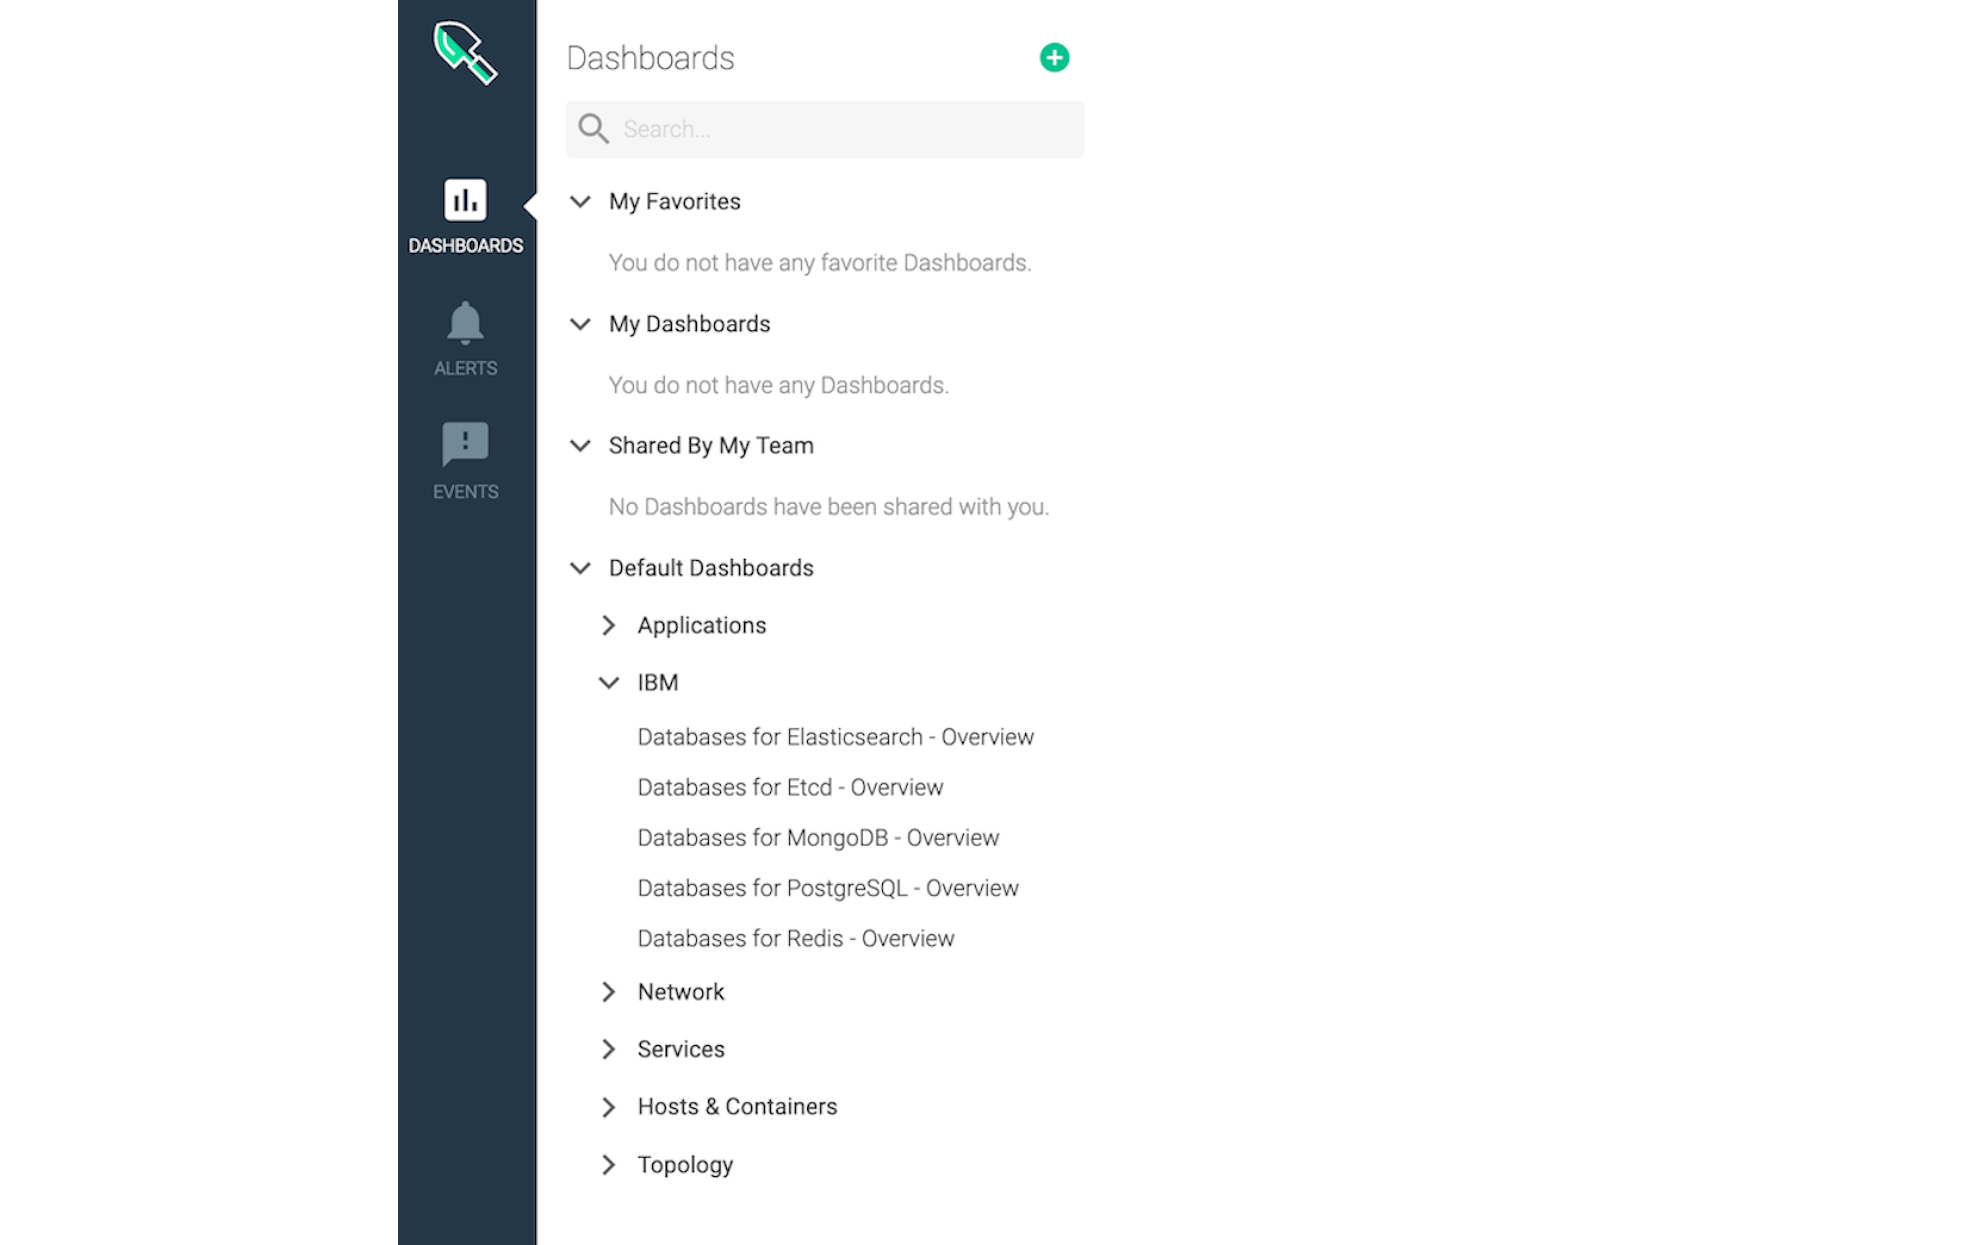 Dashboards
Search...
DASHBOARDS
ALERTS
EVENTS
My Favorites
You do not have any favorite Dashboards.
My Dashboards
You do not have any Dashboards.
Shared By My Team
No Dashboards have been shared with you.
Default Dashboards
Applications
IBM
Databases for Elasticsearch - Overview
Databases for Etcd - Overview
Databases for MongoDB - Overview
Databases for PostgreSQL - Overview
Databases for Redis - Overview
Network
Services
Hosts & Containers
Topology